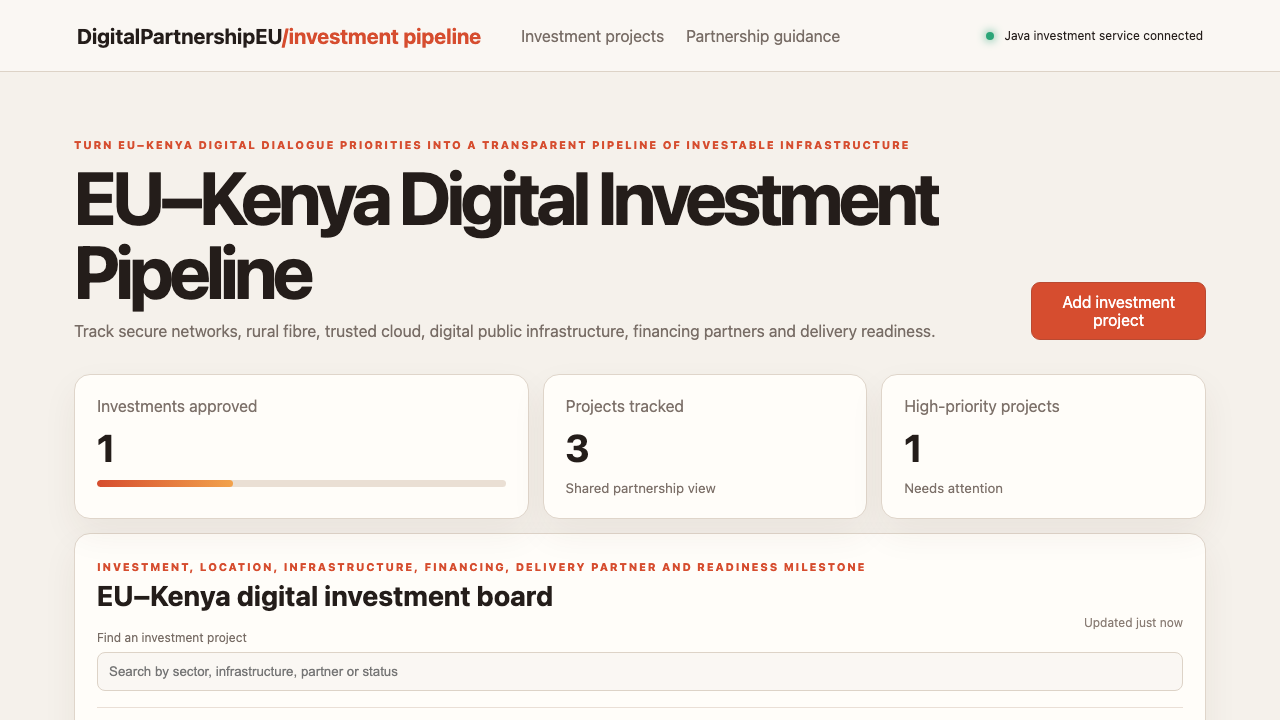 DigitalPartnershipEU/investment pipeline
Investment projects
Partnership guidance
Java investment service connected
TURN EU–KENYA DIGITAL DIALOGUE PRIORITIES INTO A TRANSPARENT PIPELINE OF INVESTABLE INFRASTRUCTURE
EU–Kenya Digital Investment
Pipeline
Track secure networks, rural fibre, trusted cloud, digital public infrastructure, financing partners and delivery readiness.
Add investment
project
Investments approved
1
Projects tracked
3
Shared partnership view
High-priority projects
1
Needs attention
INVESTMENT, LOCATION, INFRASTRUCTURE, FINANCING, DELIVERY PARTNER AND READINESS MILESTONE
EU–Kenya digital investment board
Updated just now
Find an investment project
Search by sector, infrastructure, partner or status